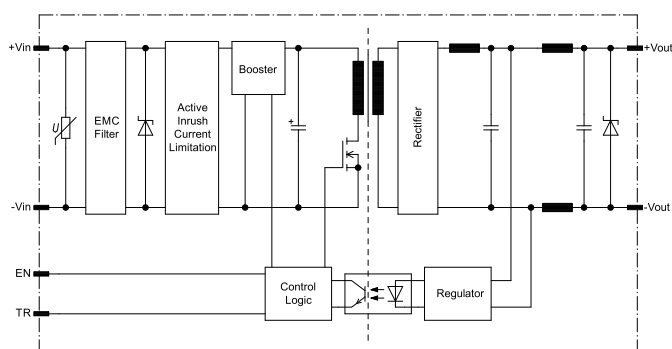 +Vin
+Vout
Booster
EMC
Filter
Active
Inrush
Current
Limitation
U
+
Rectifier
-Vin
-Vout
EN
Control
Logic
Regulator
TR